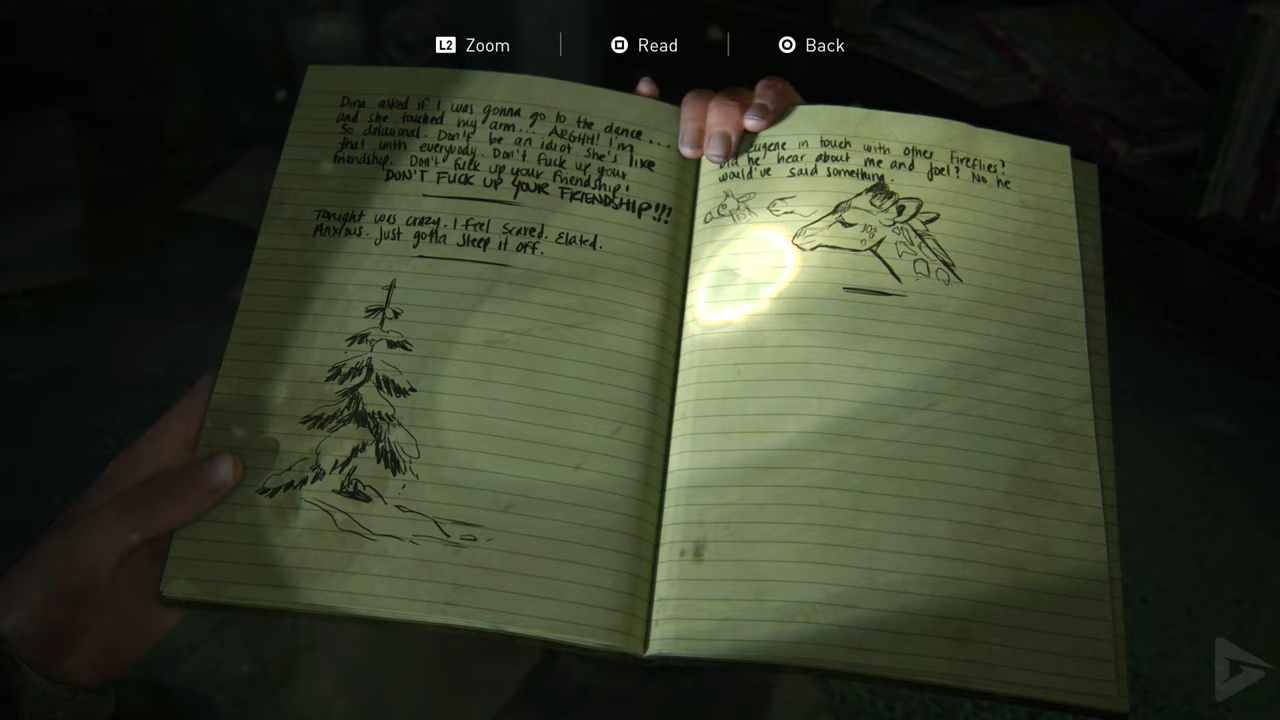 L2 Zoom
Read
Back
Dina asked if I was gonna go to the dance....
and she touched my arm... ARGHH! I'm
so delusional. Don't be an idiot. She's like
that with everybody. Don't fuck up your
friendship. Don't fuck up your friendship!
DON'T FUCK UP YOUR FRIENDSHIP!!!
Tonight was crazy. I feel scared. Elated.
Anxious. Just gotta sleep it off.
Eugene in touch with other Fireflies?
Did he hear about me and Joel? No he
would've said something.